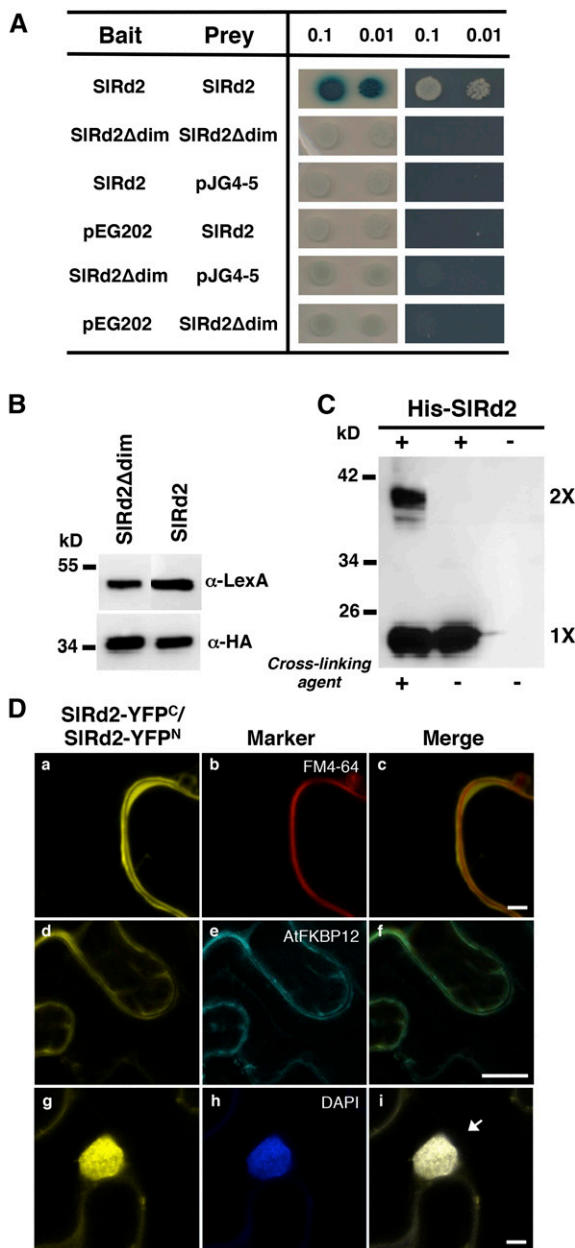 A
Bait Prey 0.1 0.01 0.1 0.01
SlRd2 SlRd2
SlRd2Δdim SlRd2Δdim
SlRd2 pJG4-5
pEG202 SlRd2
SlRd2Δdim pJG4-5
pEG202 SlRd2Δdim
B
SlRd2Δdim SlRd2
kD
55
α-LexA
34
α-HA
C
His-SlRd2
kD + + -
42
2X
34
26
1X
Cross-linking
agent + - -
D
SlRd2-YFPᶜ/
SlRd2-YFPᴺ Marker Merge
a b FM4-64 c
d e AtFKBP12 f
g h DAPI i